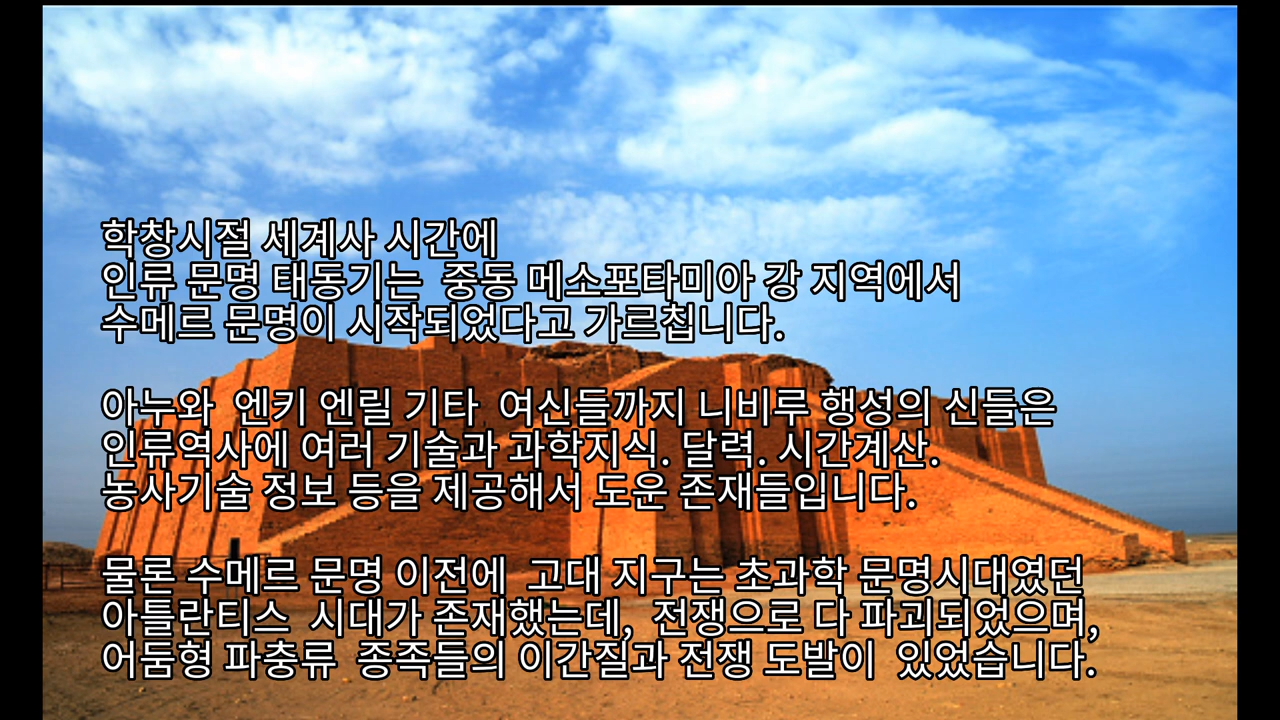 학창시절 세계사 시간에
인류 문명 태동기는 중동 메소포타미아 강 지역에서
수메르 문명이 시작되었다고 가르칩니다.
아누와 엔키 엔릴 기타 여신들까지 니비루 행성의 신들은
인류역사에 여러 기술과 과학지식. 달력. 시간계산.
농사기술 정보 등을 제공해서 도운 존재들입니다.
물론 수메르 문명 이전에 고대 지구는 초과학 문명시대였던
아틀란티스 시대가 존재했는데, 전쟁으로 다 파괴되었으며,
어둠형 파충류 종족들의 이간질과 전쟁 도발이 있었습니다.